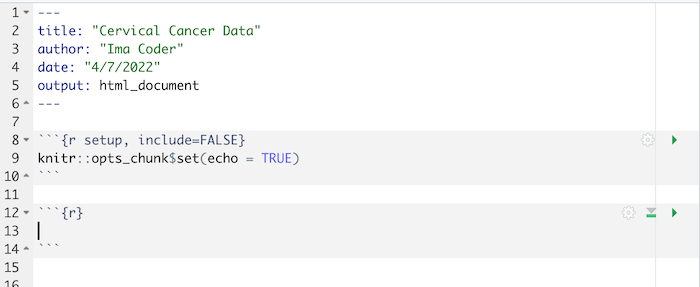 1 ---
2 title: "Cervical Cancer Data"
3 author: "Ima Coder"
4 date: "4/7/2022"
5 output: html_document
6 ---
7
8 ```{r setup, include=FALSE}
9 knitr::opts_chunk$set(echo = TRUE)
10 ```
11
12 ```{r}
13
14 ```
15
16